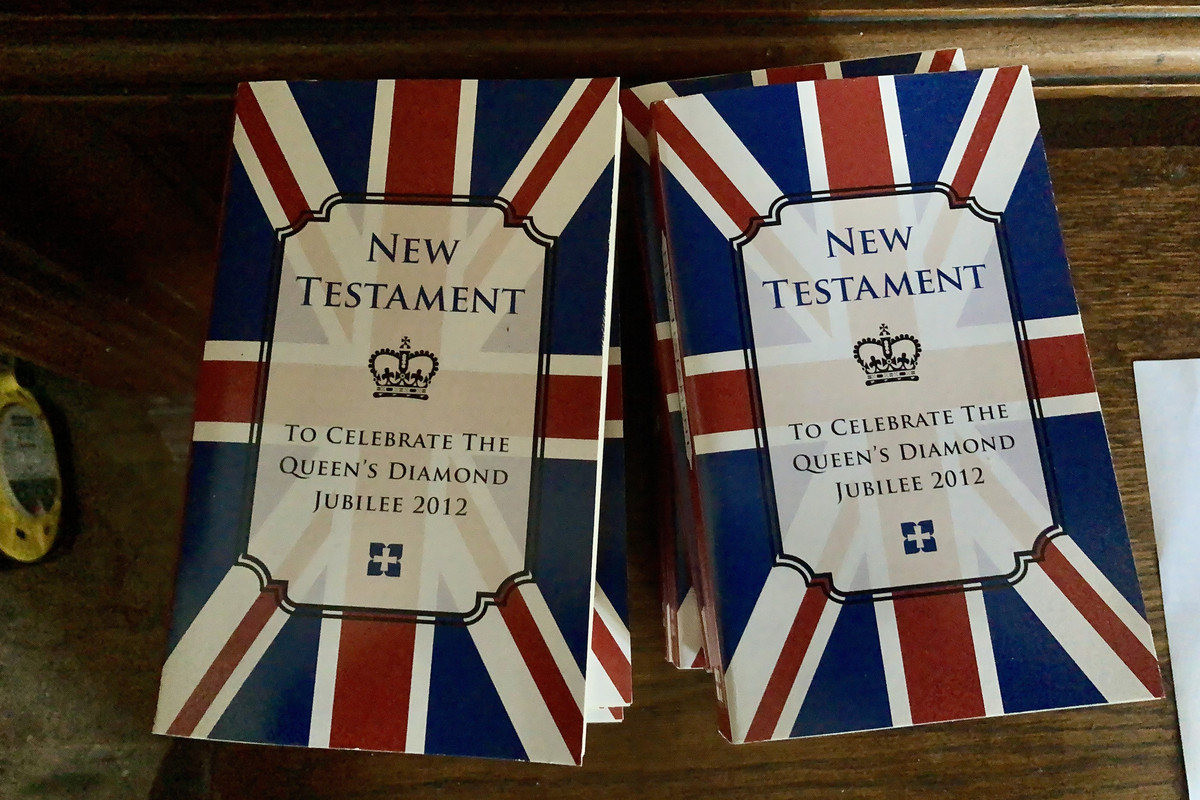 NEW
TESTAMENT
TO CELEBRATE THE
QUEEN'S DIAMOND
JUBILEE 2012
NEW
TESTAMENT
TO CELEBRATE THE
QUEEN'S DIAMOND
JUBILEE 2012